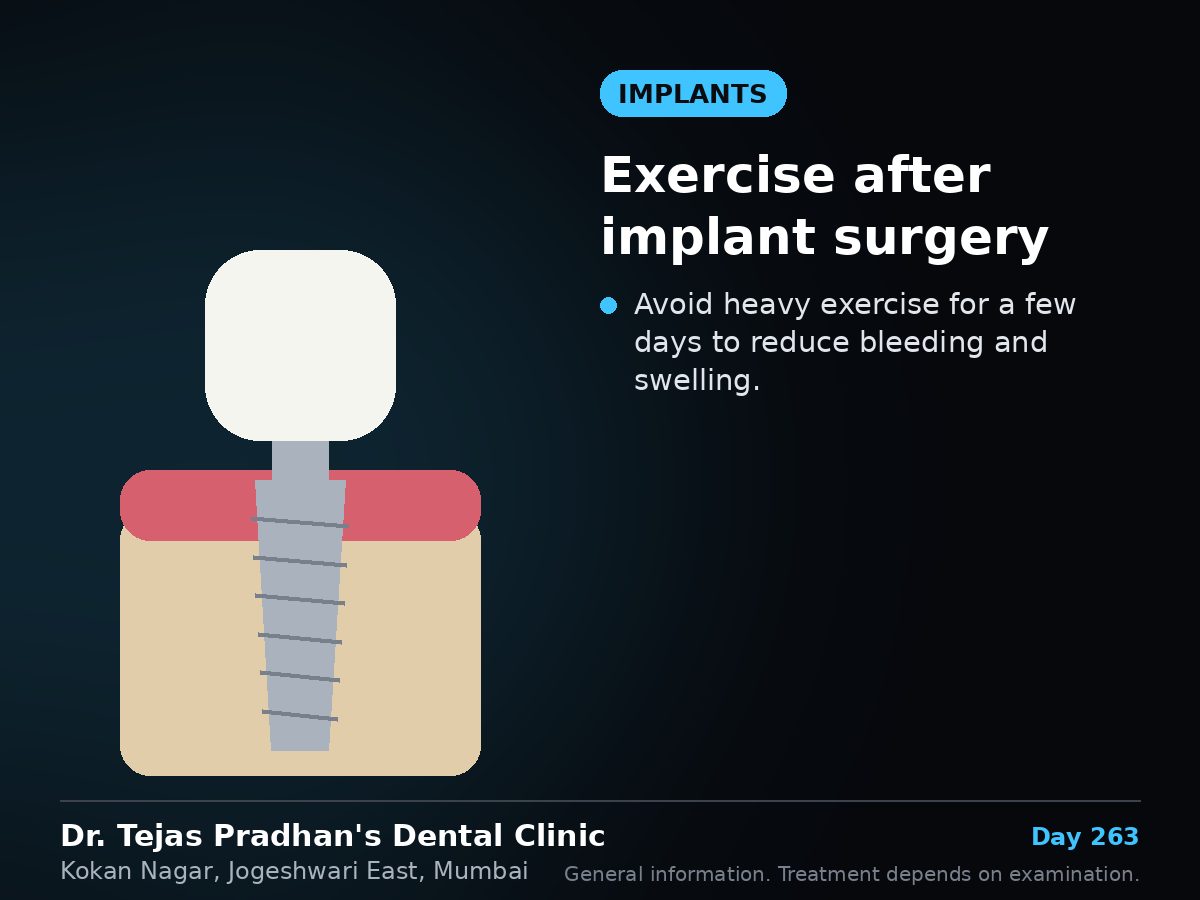 IMPLANTS
Exercise after
implant surgery
Avoid heavy exercise for a few
days to reduce bleeding and
swelling.
Dr. Tejas Pradhan's Dental Clinic
Day 263
Kokan Nagar, Jogeshwari East, Mumbai
General information. Treatment depends on examination.